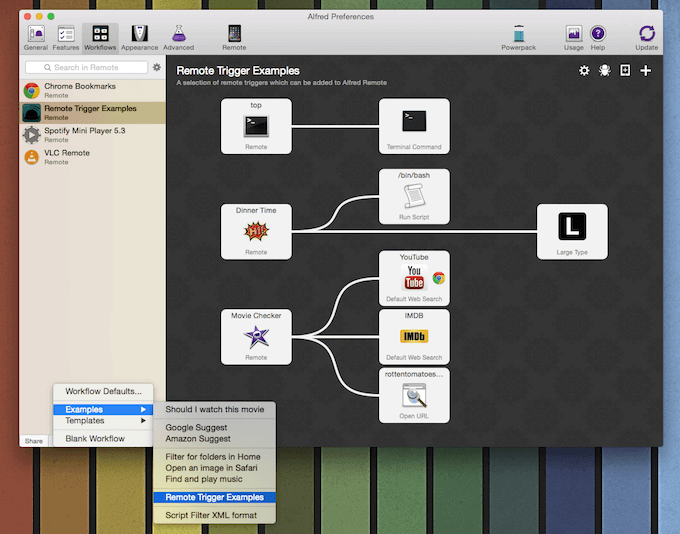 Alfred Preferences
General
Features
Workflows
Appearance
Advanced
Remote
Powerpack
Usage
Help
Update
Search in Remote
Chrome Bookmarks
Remote
Remote Trigger Examples
Remote
Spotify Mini Player 5.3
Remote
VLC Remote
Remote
Remote Trigger Examples
A selection of remote triggers which can be added to Alfred Remote
top
Remote
Terminal Command
/bin/bash
Run Script
Dinner Time
HI!
Remote
L
Large Type
YouTube
You
Tube
Default Web Search
Movie Checker
Remote
IMDB
IMDb
Default Web Search
rottentomatoes....
Open URL
Workflow Defaults...
Examples
Templates
Blank Workflow
Share
Should I watch this movie
Google Suggest
Amazon Suggest
Filter for folders in Home
Open an image in Safari
Find and play music
Remote Trigger Examples
Script Filter XML format